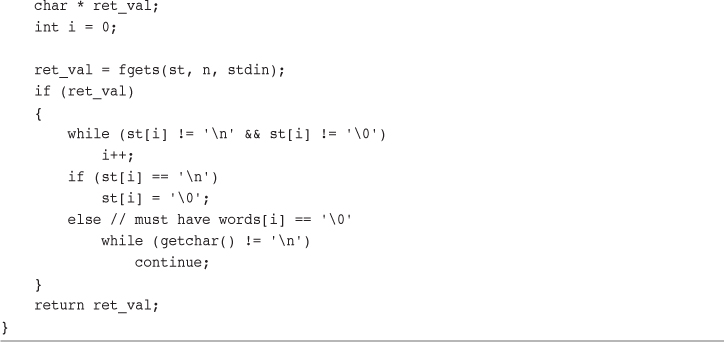 char * ret_val;
    int i = 0;

    ret_val = fgets(st, n, stdin);
    if (ret_val)
    {
        while (st[i] != '\n' && st[i] != '\0')
            i++;
        if (st[i] == '\n')
            st[i] = '\0';
        else // must have words[i] == '\0'
            while (getchar() != '\n')
                continue;
    }
    return ret_val;
}